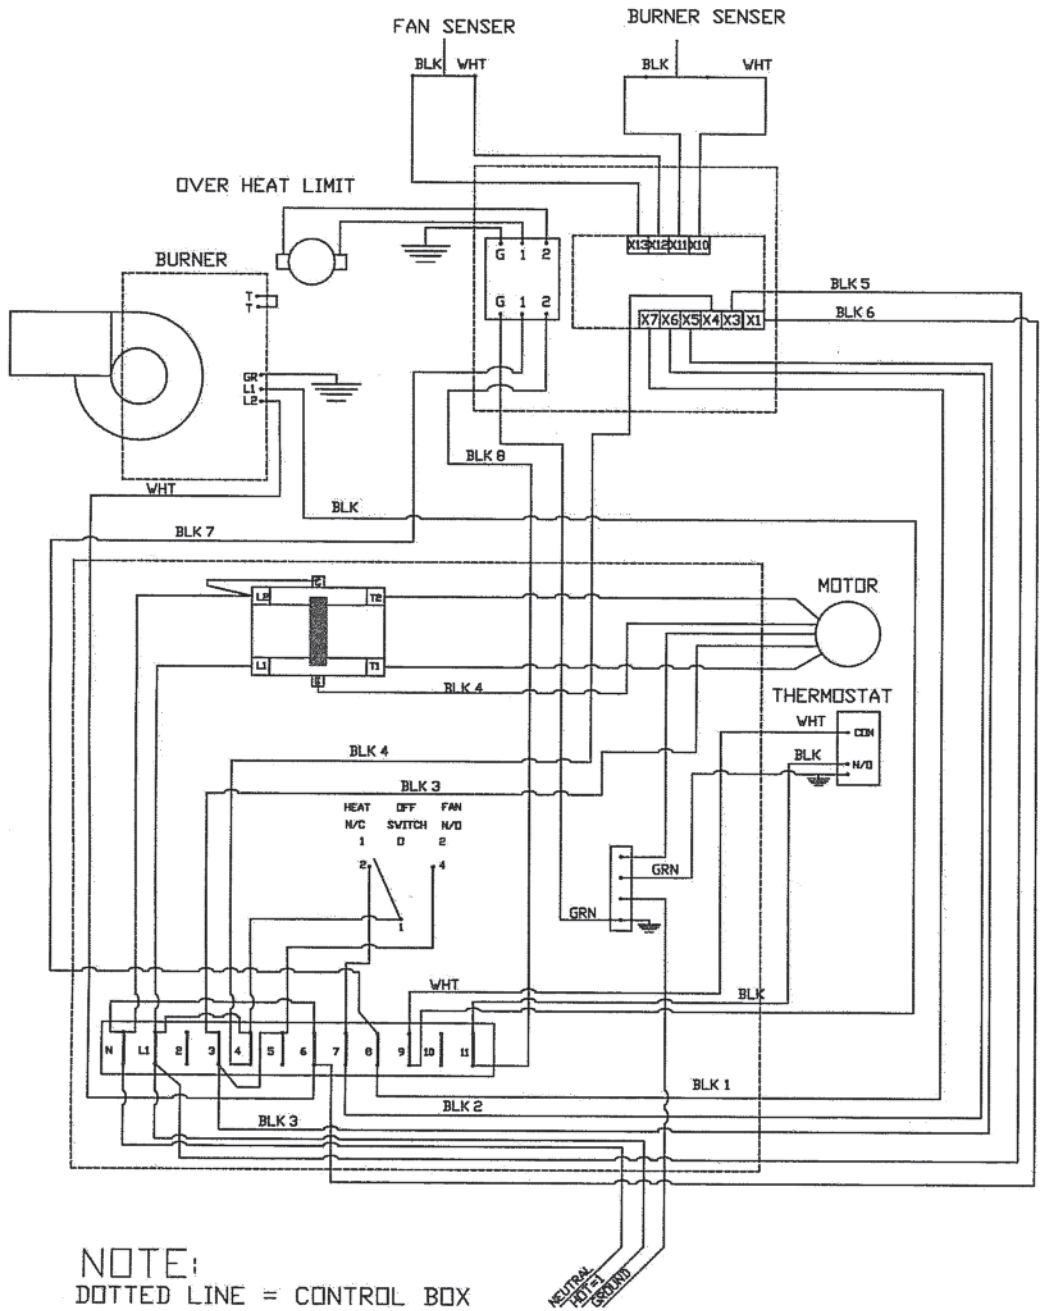 FAN SENSER
BURNER SENSER
BLK WHT
BLK WHT
OVER HEAT LIMIT
BURNER
G 1 2
G 1 2
X13 X12 X11 X10
X7 X6 X5 X4 X3 X1
BLK 5
BLK 6
T
T
GR
L1
L2
WHT
BLK
BLK 7
BLK 8
MOTOR
L2 T2
L1 T1
BLK 4
THERMOSTAT
WHT
COM
BLK
N/O
BLK 4
BLK 3
HEAT OFF FAN
N/C SWITCH N/O
1 0 2
2 4
1
GRN
GRN
WHT
BLK
N L1 2 3 4 5 6 7 8 9 10 11
BLK 1
BLK 2
BLK 3
NOTE:
DOTTED LINE = CONTROL BOX
NEUTRAL
HOT=1
GROUND